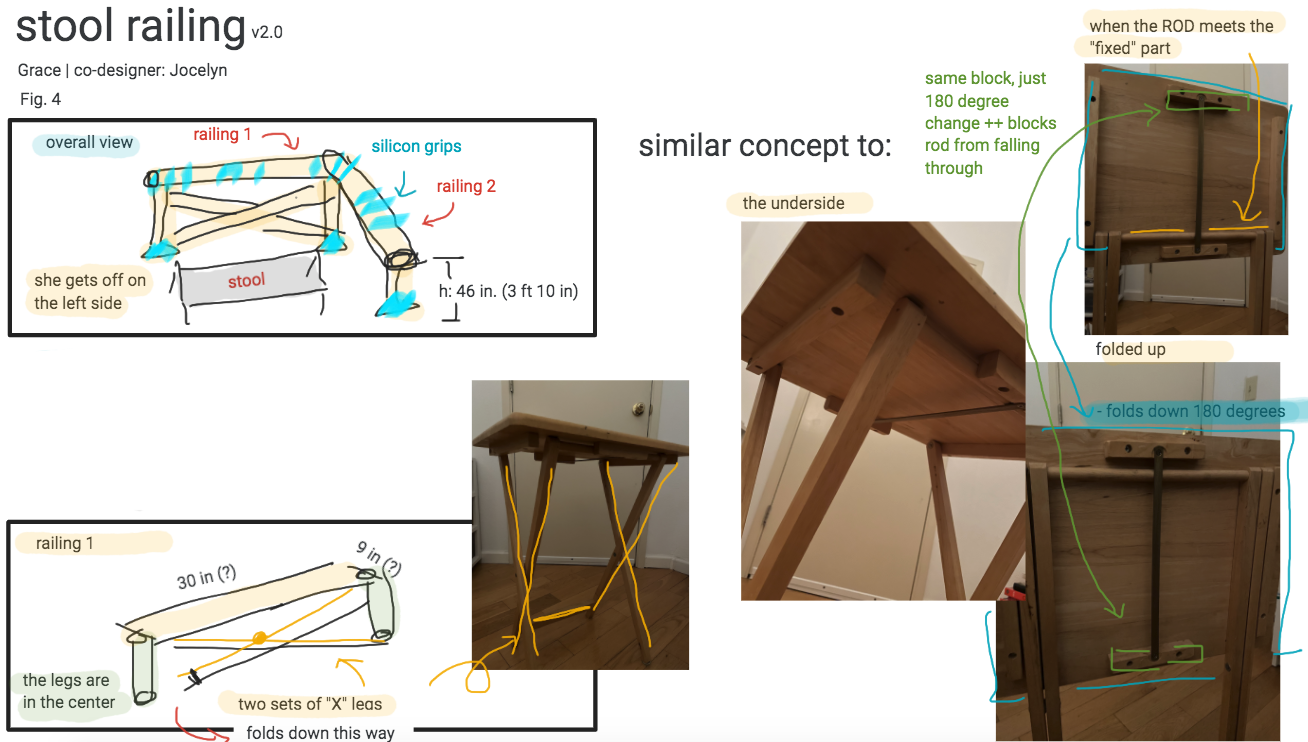 stool railing v2.0
Grace | co-designer: Jocelyn
Fig. 4
overall view
railing 1
silicon grips
railing 2
she gets off on
the left side
stool
h: 46 in. (3 ft 10 in)
similar concept to:
the underside
same block, just
180 degree
change ++ blocks
rod from falling
through
when the ROD meets the
"fixed" part
folded up
- folds down 180 degrees
railing 1
30 in (?)
9 in (?)
the legs are
in the center
two sets of "X" legs
folds down this way